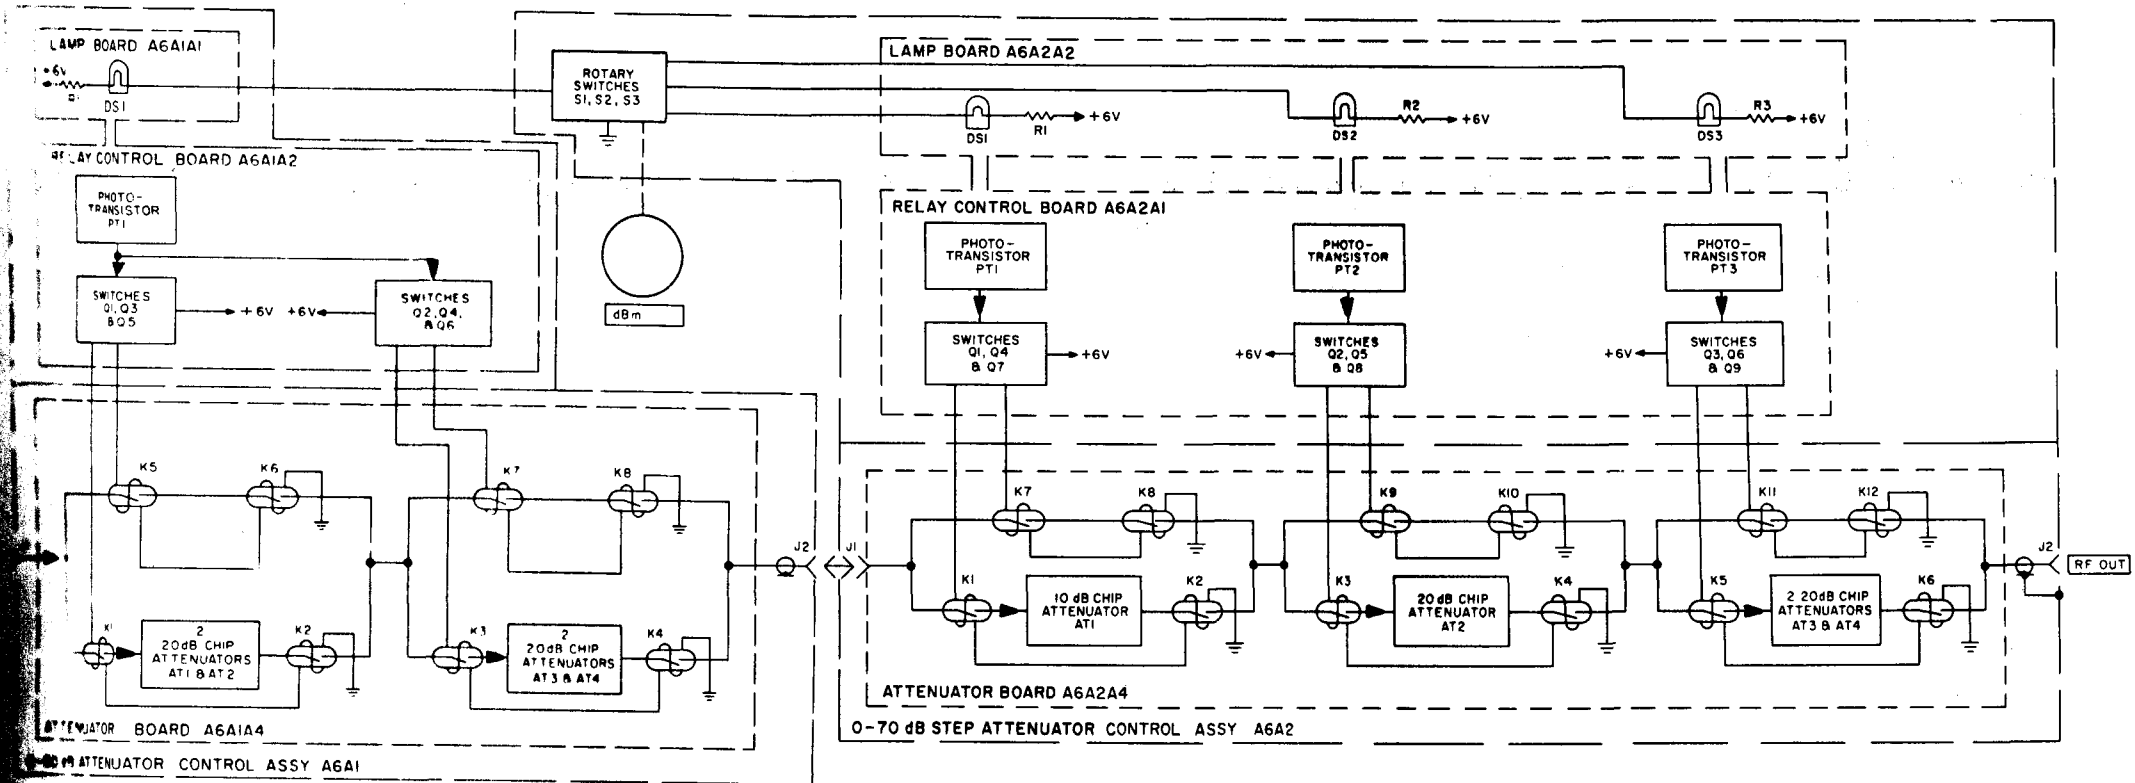 LAMP BOARD A6A1A1
+6V
DS1
ROTARY
SWITCHES
S1, S2, S3
LAMP BOARD A6A2A2
DS1
R1
+6V
DS2
R2
+6V
DS3
R3
+6V
RELAY CONTROL BOARD A6A1A2
PHOTO-
TRANSISTOR
PT1
SWITCHES
Q1, Q3
& Q5
+6V
+6V
SWITCHES
Q2, Q4,
& Q6
dBm
RELAY CONTROL BOARD A6A2A1
PHOTO-
TRANSISTOR
PT1
PHOTO-
TRANSISTOR
PT2
PHOTO-
TRANSISTOR
PT3
SWITCHES
Q1, Q4
& Q7
+6V
+6V
SWITCHES
Q2, Q5
& Q8
+6V
SWITCHES
Q3, Q6
& Q9
K5
K6
K7
K8
K1
2
20dB CHIP
ATTENUATORS
AT1 & AT2
K2
K3
2
20dB CHIP
ATTENUATORS
AT3 & AT4
K4
J2
J1
K7
K8
K9
K10
K11
K12
K1
10 dB CHIP
ATTENUATOR
AT1
K2
K3
20dB CHIP
ATTENUATOR
AT2
K4
K5
2 20dB CHIP
ATTENUATORS
AT3 & AT4
K6
J2
RF OUT
ATTENUATOR BOARD A6A1A4
ATTENUATOR BOARD A6A2A4
0-70 dB STEP ATTENUATOR CONTROL ASSY A6A2
ATTENUATOR CONTROL ASSY A6A1